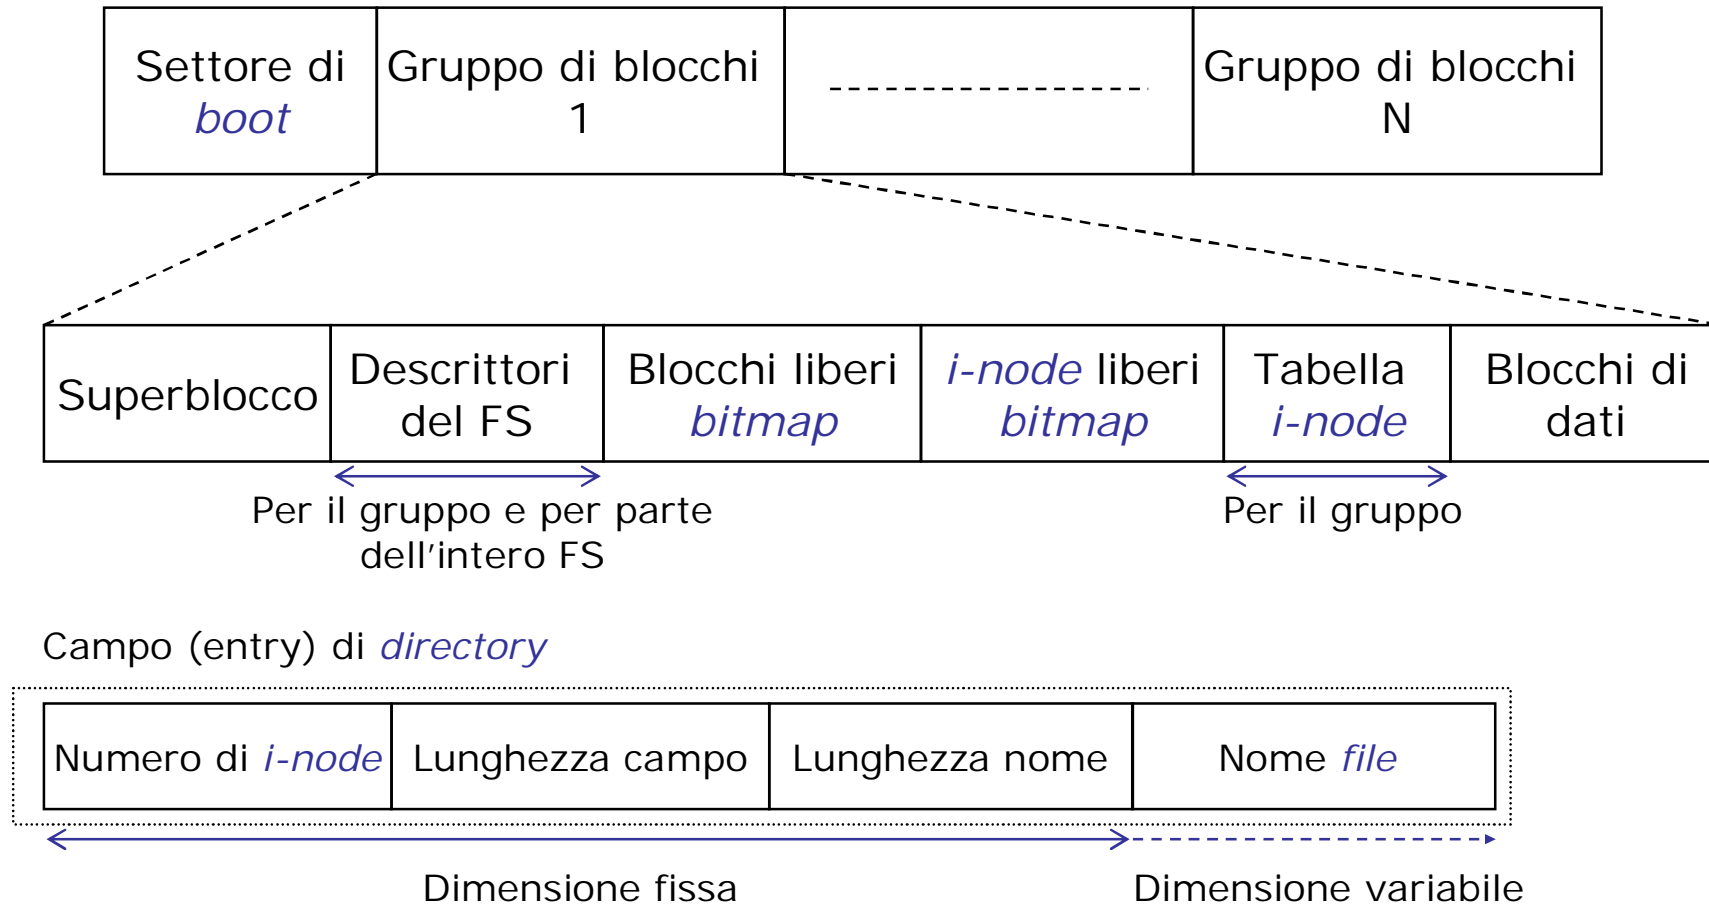 Settore di
boot
Gruppo di blocchi
1
Gruppo di blocchi
N
Superblocco
Descrittori
del FS
Blocchi liberi
bitmap
i-node liberi
bitmap
Tabella
i-node
Blocchi di
dati
Per il gruppo e per parte
dell'intero FS
Per il gruppo
Campo (entry) di directory
Numero di i-node
Lunghezza campo
Lunghezza nome
Nome file
Dimensione fissa
Dimensione variabile